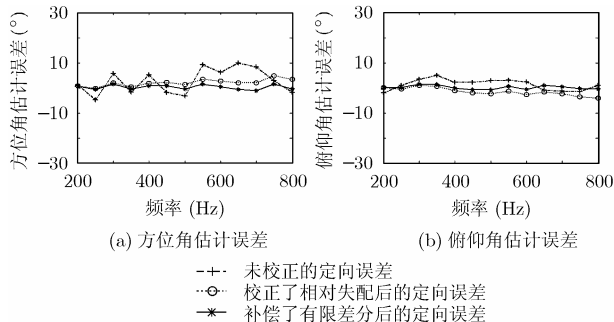 30
10
−10
−30
200
400
600
800
方位角估计误差 (°)
频率 (Hz)
(a) 方位角估计误差
30
10
−10
−30
200
400
600
800
俯仰角估计误差 (°)
频率 (Hz)
(b) 俯仰角估计误差
未校正的定向误差
校正了相对失配后的定向误差
补偿了有限差分后的定向误差